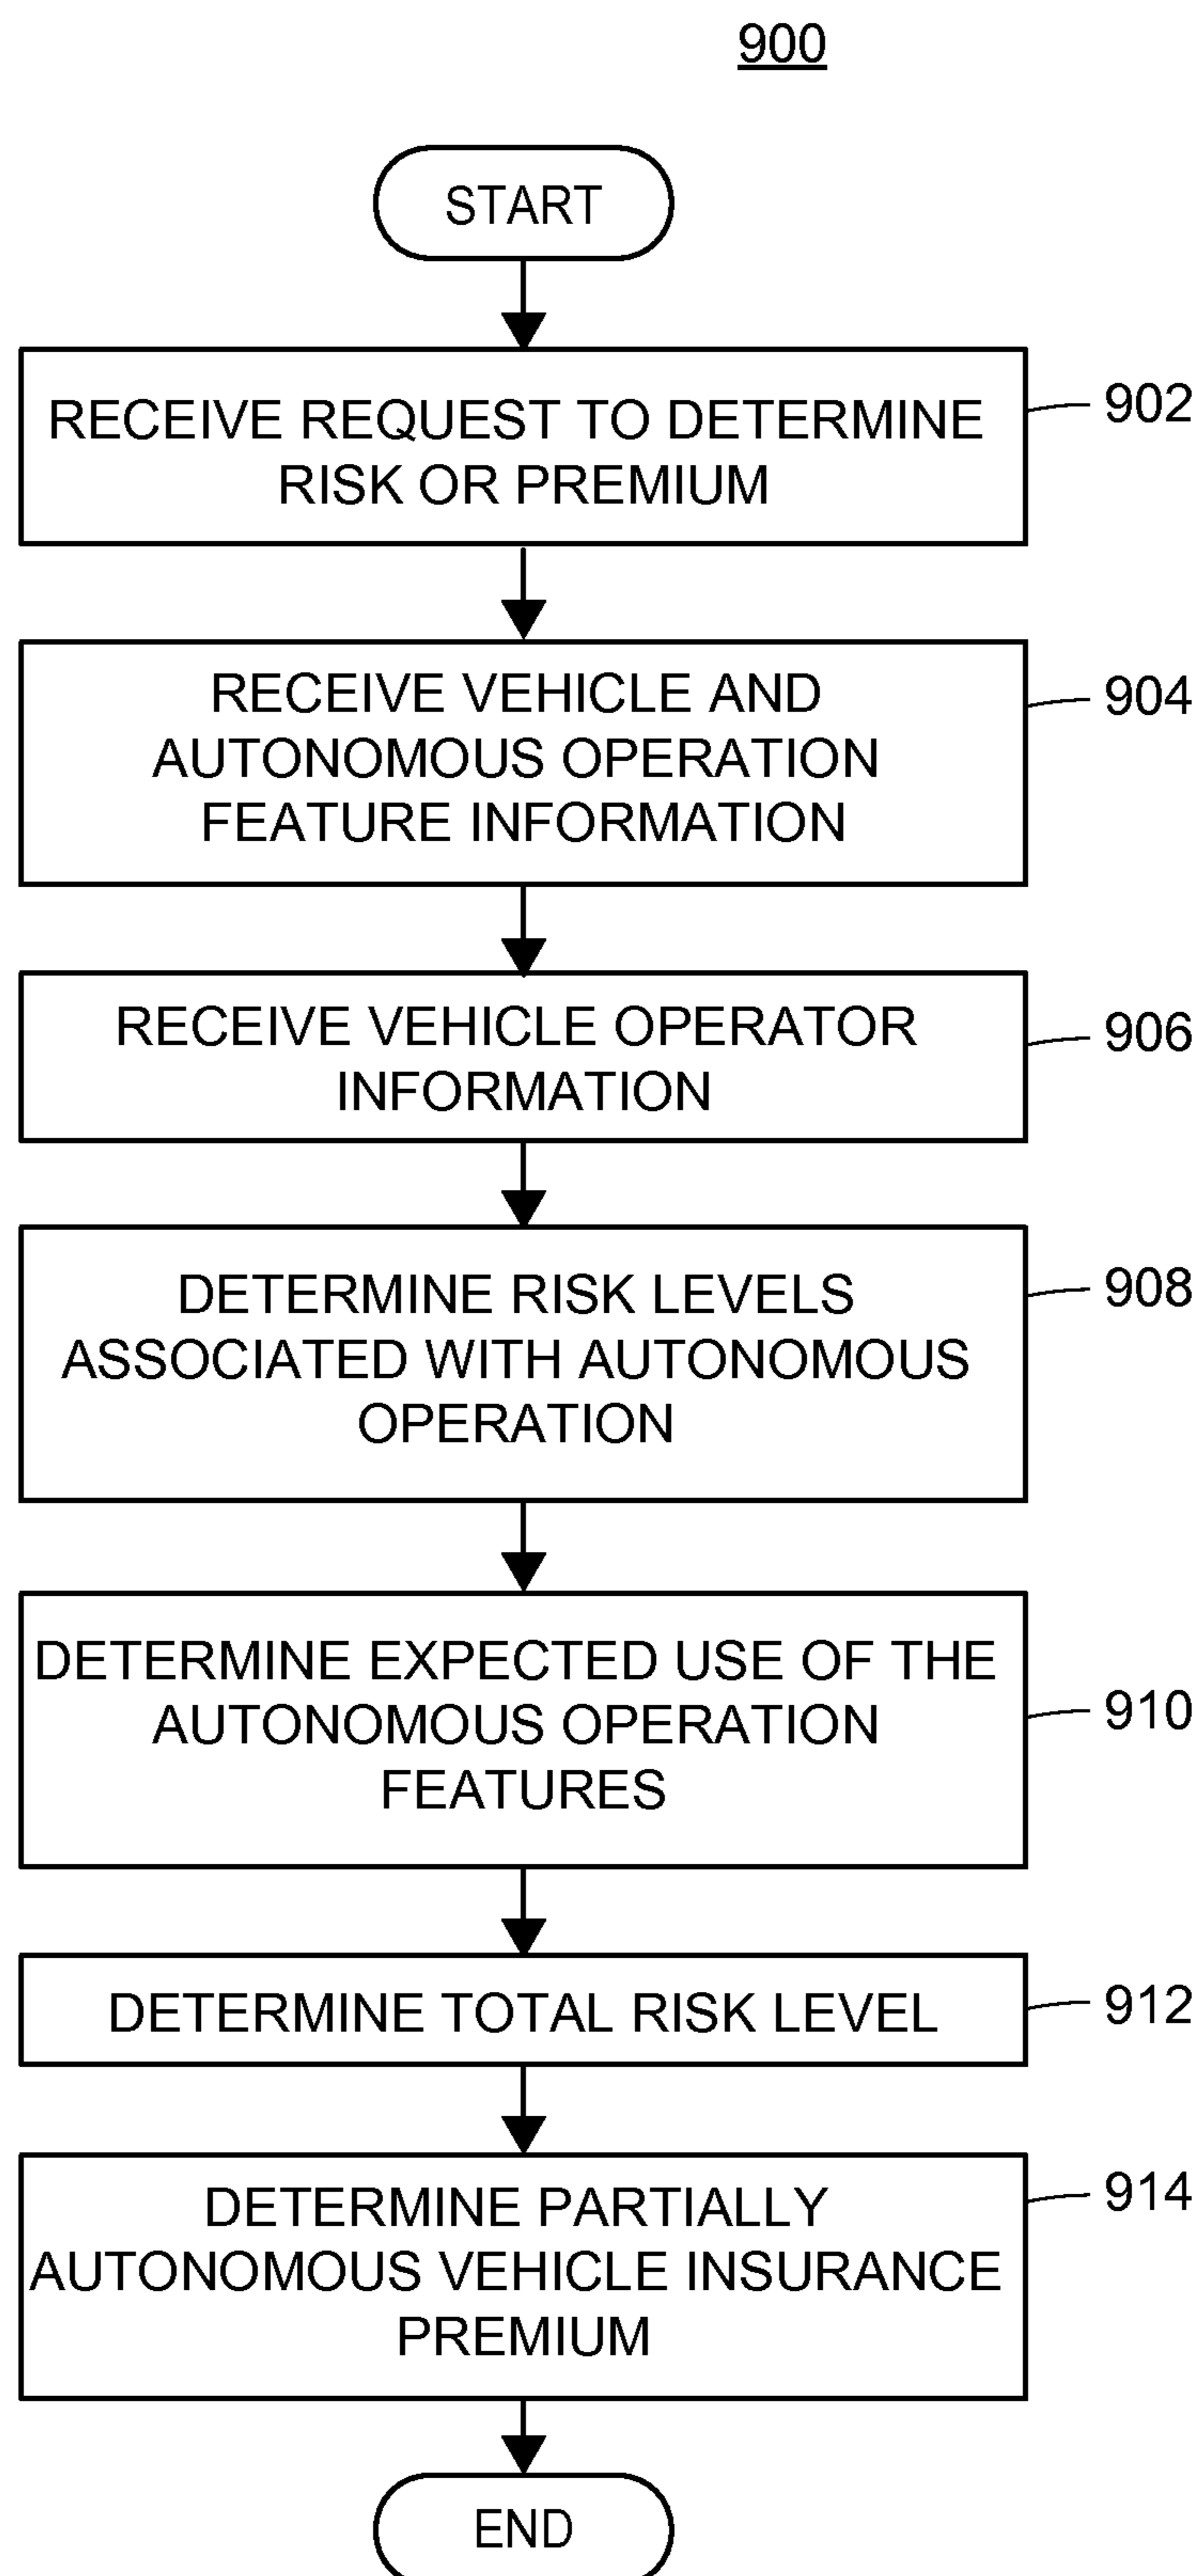 900
START
RECEIVE REQUEST TO DETERMINE
RISK OR PREMIUM
902
RECEIVE VEHICLE AND
AUTONOMOUS OPERATION
FEATURE INFORMATION
904
RECEIVE VEHICLE OPERATOR
INFORMATION
906
DETERMINE RISK LEVELS
ASSOCIATED WITH AUTONOMOUS
OPERATION
908
DETERMINE EXPECTED USE OF THE
AUTONOMOUS OPERATION
FEATURES
910
DETERMINE TOTAL RISK LEVEL
912
DETERMINE PARTIALLY
AUTONOMOUS VEHICLE INSURANCE
PREMIUM
914
END